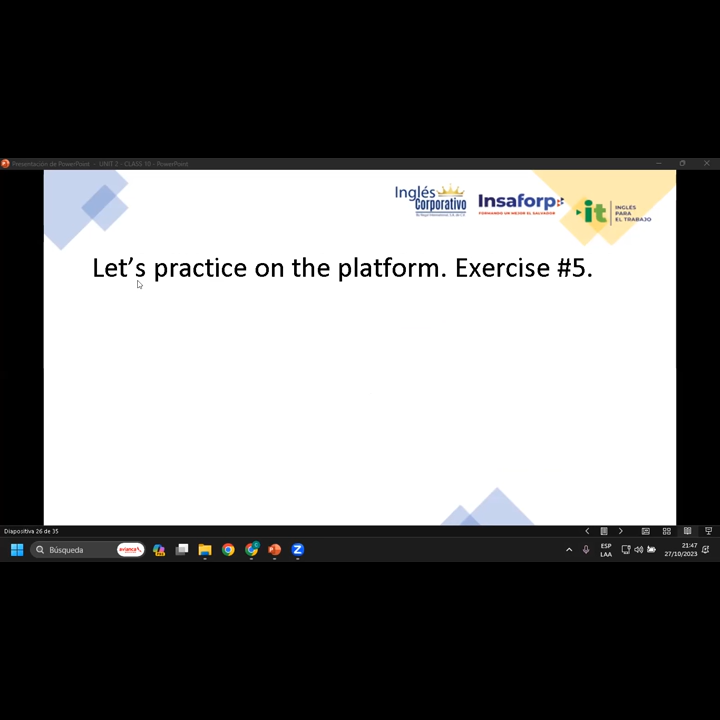 Presentación de PowerPoint - UNIT 2 - CLASS 10 - PowerPoint
Inglés
Corporativo
Insaforp
FORMANDO UN MEJOR EL SALVADOR
it
INGLÉS
PARA
EL TRABAJO
Let's practice on the platform. Exercise #5.
Diapositiva 26 de 35
Búsqueda
avianca
ESP
LAA
21:47
27/10/2023